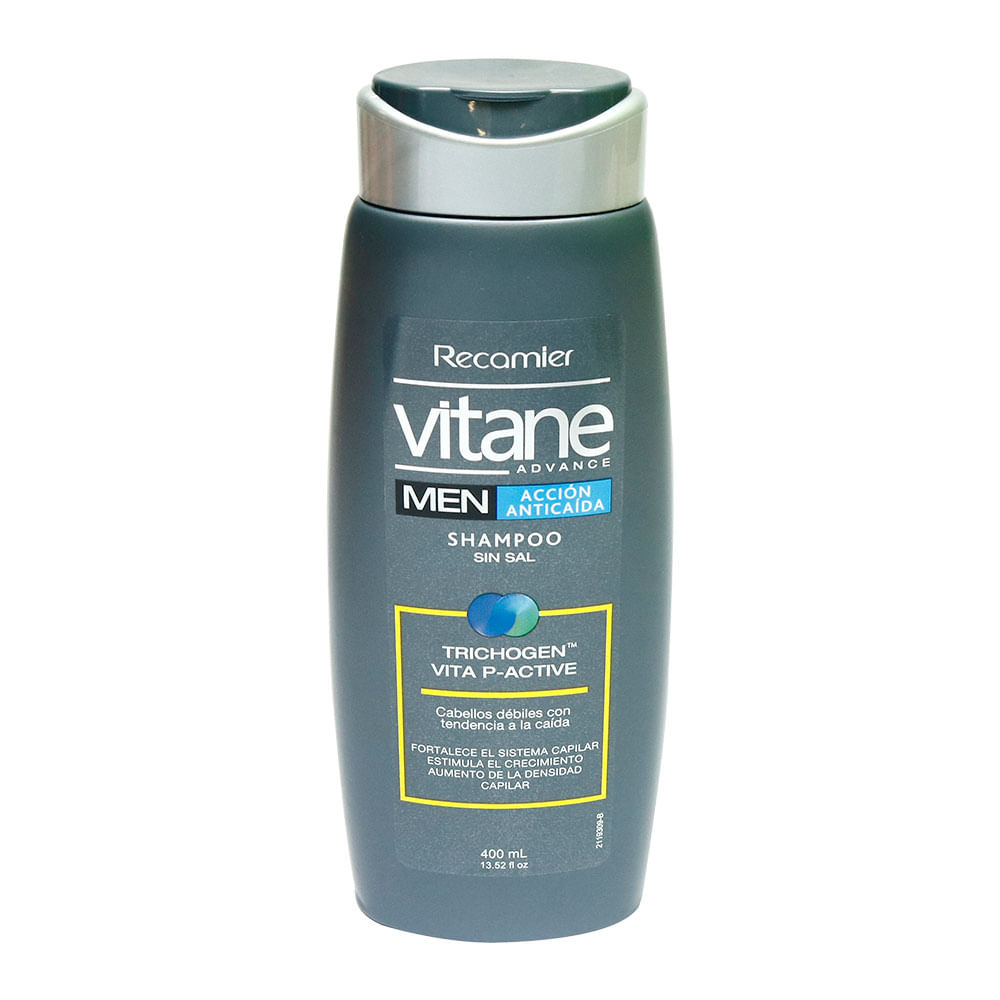 Recamier
vitane
ADVANCE
MEN
ACCIÓN
ANTICAÍDA
SHAMPOO
SIN SAL
TRICHOGEN™
VITA P-ACTIVE
Cabellos débiles con
tendencia a la caída
FORTALECE EL SISTEMA CAPILAR
ESTIMULA EL CRECIMIENTO
AUMENTO DE LA DENSIDAD
CAPILAR
2119309-B
400 mL
13.52 fl oz